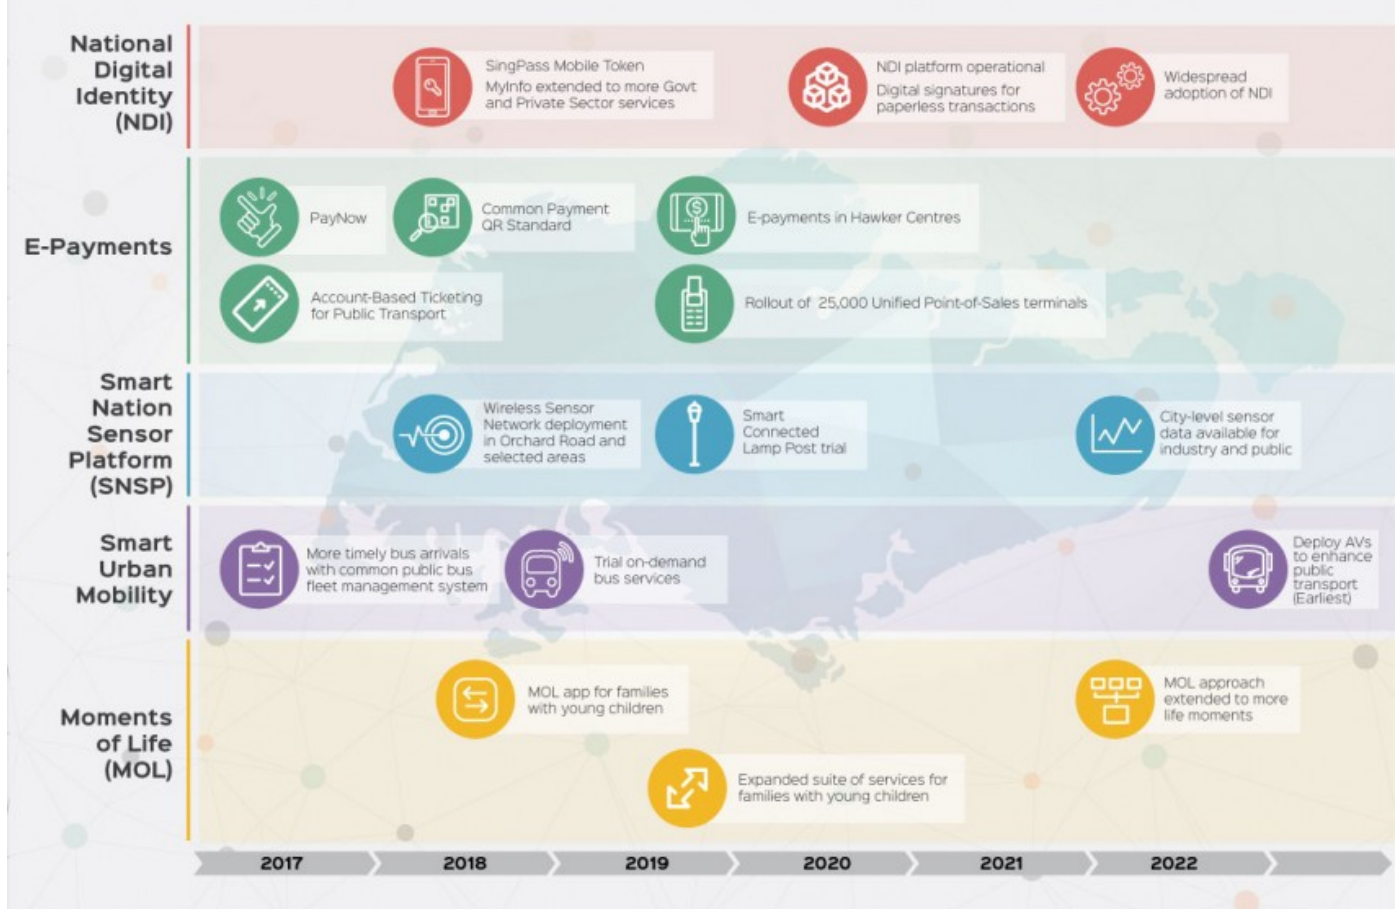 National
Digital
Identity
(NDI)
SingPass Mobile Token
MyInfo extended to more Govt
and Private Sector services
NDI platform operational
Digital signatures for
paperless transactions
Widespread
adoption of NDI
E-Payments
PayNow
Common Payment
QR Standard
E-payments in Hawker Centres
Account-Based Ticketing
for Public Transport
Rollout of 25,000 Unified Point-of-Sales terminals
Smart
Nation
Sensor
Platform
(SNSP)
Wireless Sensor
Network deployment
in Orchard Road and
selected areas
Smart
Connected
Lamp Post trial
City-level sensor
data available for
industry and public
Smart
Urban
Mobility
More timely bus arrivals
with common public bus
fleet management system
Trial on-demand
bus services
Deploy AVs
to enhance
public
transport
(Earliest)
Moments
of Life
(MOL)
MOL app for families
with young children
MOL approach
extended to more
life moments
Expanded suite of services for
families with young children
2017 2018 2019 2020 2021 2022